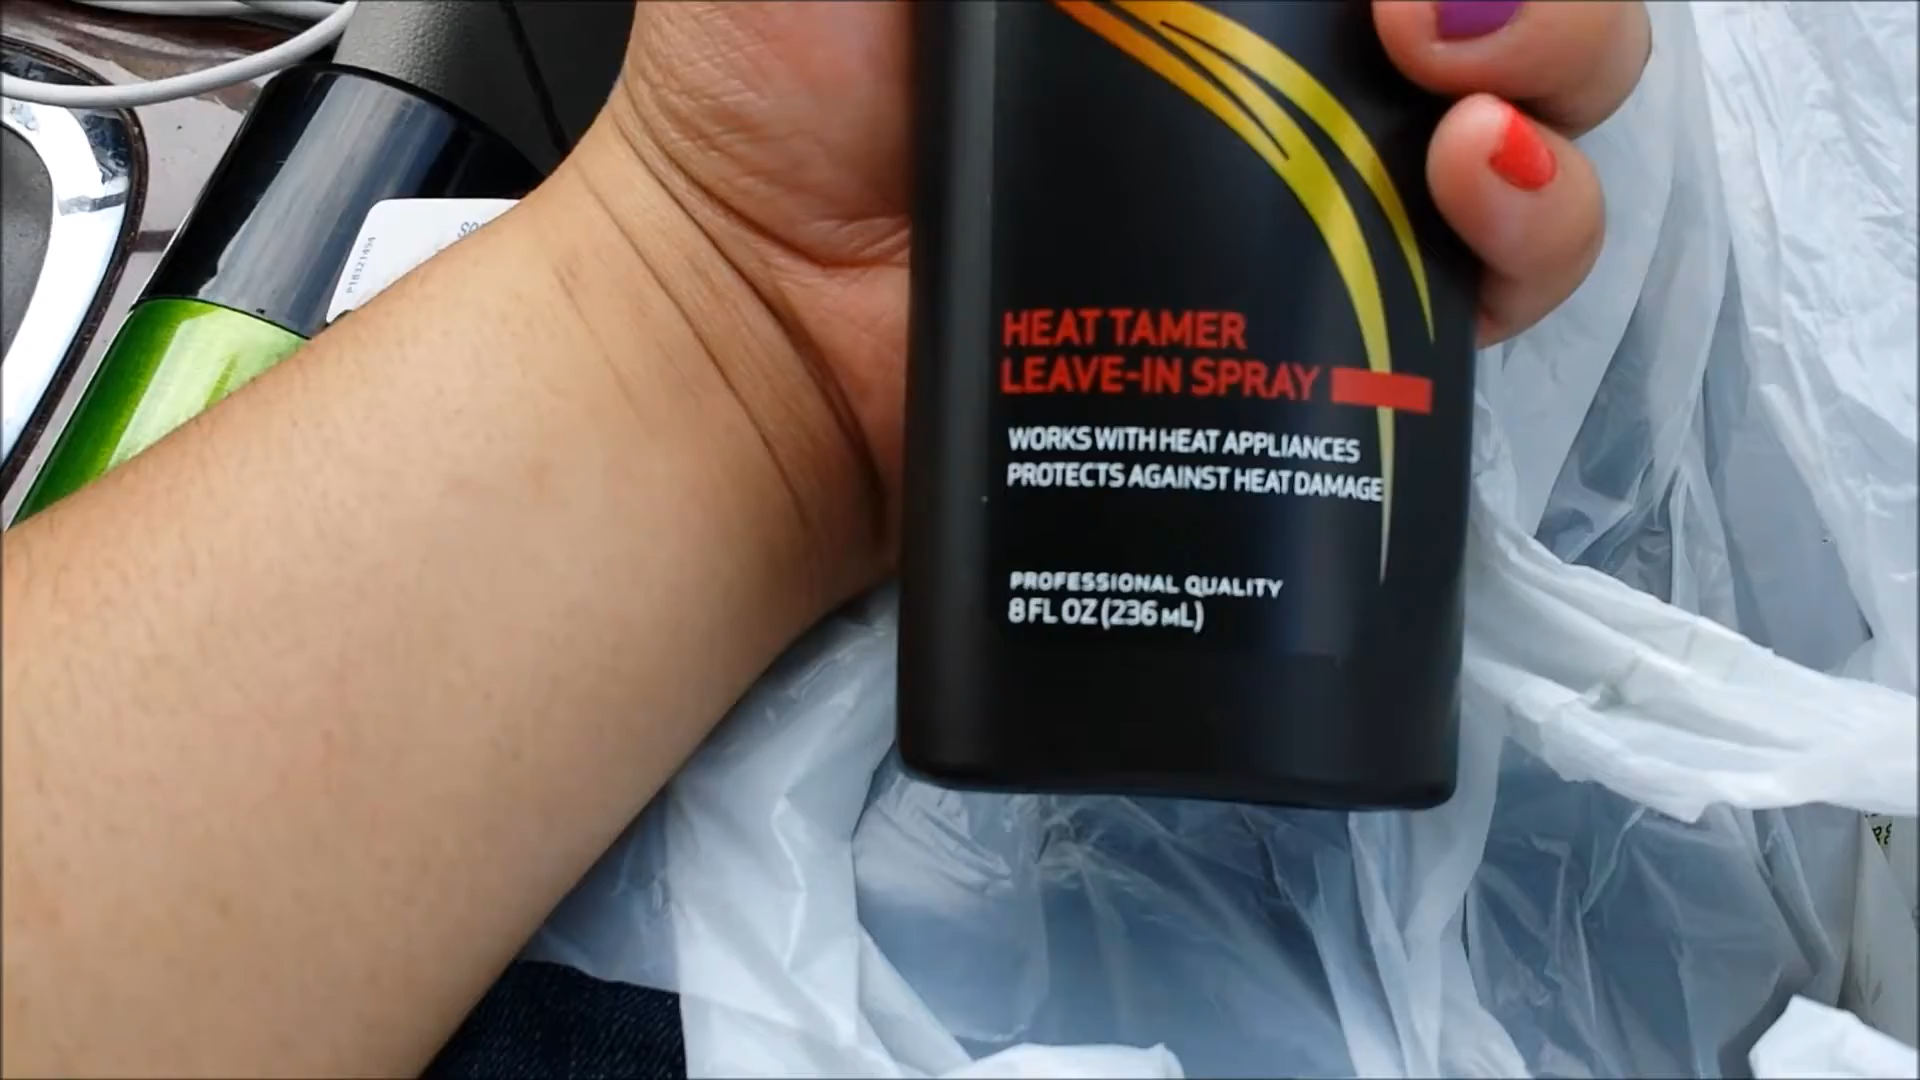 HEAT TAMER
LEAVE-IN SPRAY
WORKS WITH HEAT APPLIANCES
PROTECTS AGAINST HEAT DAMAGE
PROFESSIONAL QUALITY
8 FL OZ (236 mL)